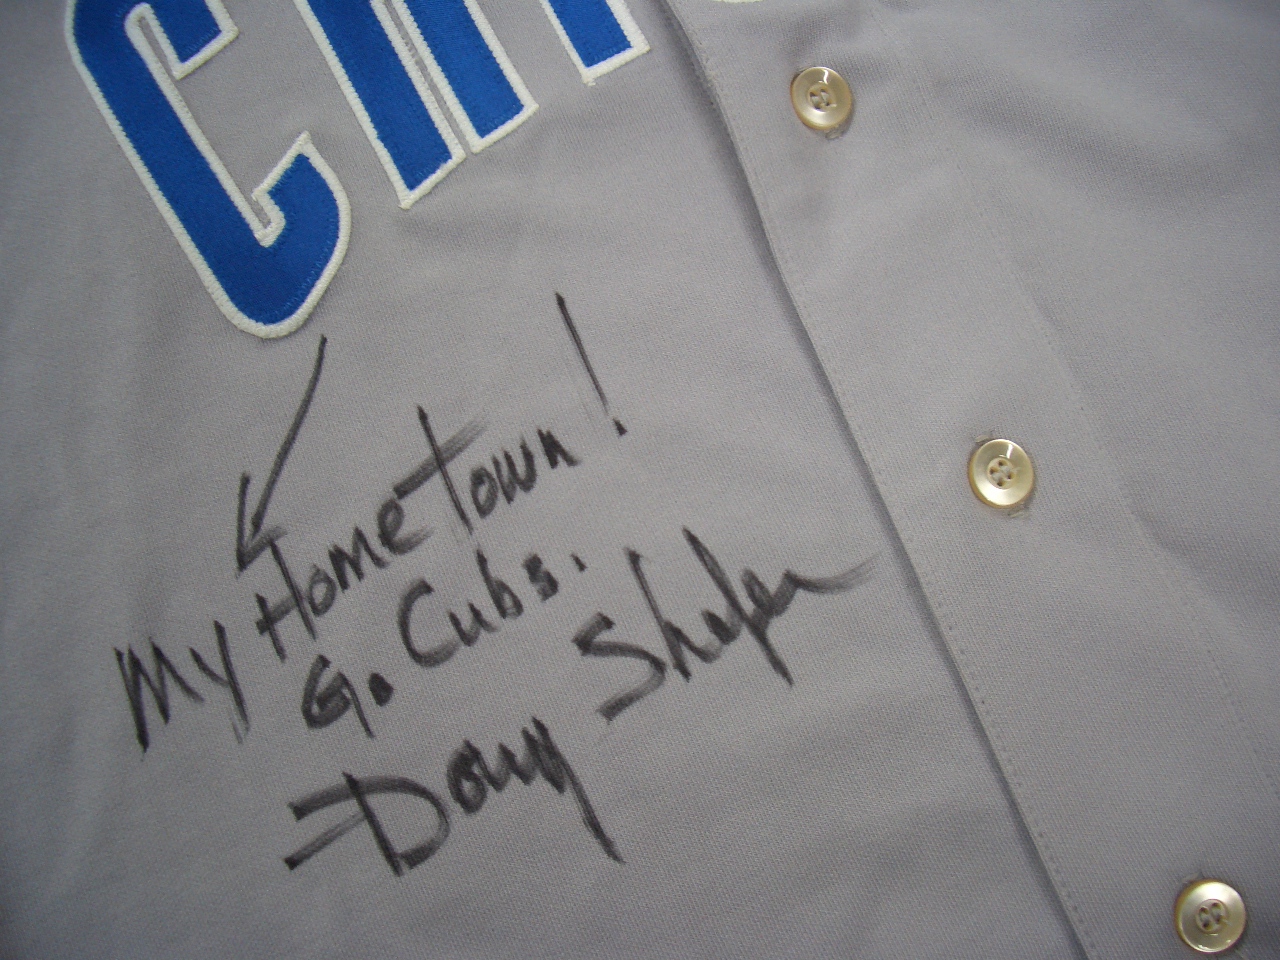 CHI
My HomeTown!
Go Cubs.
Doug Shafer